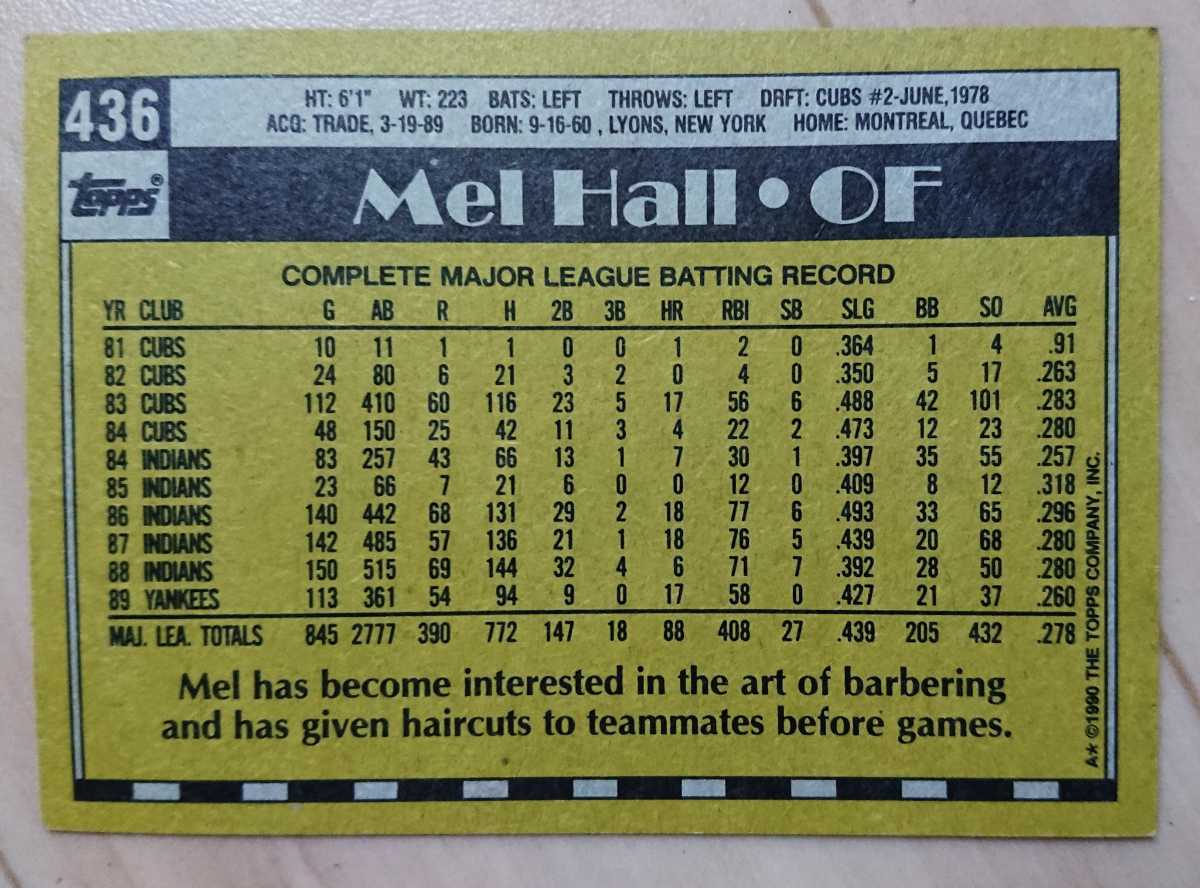 436
HT: 6'1" WT: 223 BATS: LEFT THROWS: LEFT DRFT: CUBS #2-JUNE,1978
ACQ: TRADE, 3-19-89 BORN: 9-16-60 , LYONS, NEW YORK HOME: MONTREAL, QUEBEC
topps®
Mel Hall • OF
COMPLETE MAJOR LEAGUE BATTING RECORD
YR CLUB G AB R H 2B 3B HR RBI SB SLG BB SO AVG
81 CUBS 10 11 1 1 0 0 1 2 0 .364 1 4 .91
82 CUBS 24 80 6 21 3 2 0 4 0 .350 5 17 .263
83 CUBS 112 410 60 116 23 5 17 56 6 .488 42 101 .283
84 CUBS 48 150 25 42 11 3 4 22 2 .473 12 23 .280
84 INDIANS 83 257 43 66 13 1 7 30 1 .397 35 55 .257
85 INDIANS 23 66 7 21 6 0 0 12 0 .409 8 12 .318
86 INDIANS 140 442 68 131 29 2 18 77 6 .493 33 65 .296
87 INDIANS 142 485 57 136 21 1 18 76 5 .439 20 68 .280
88 INDIANS 150 515 69 144 32 4 6 71 7 .392 28 50 .280
89 YANKEES 113 361 54 94 9 0 17 58 0 .427 21 37 .260
MAJ. LEA. TOTALS 845 2777 390 772 147 18 88 408 27 .439 205 432 .278
Mel has become interested in the art of barbering
and has given haircuts to teammates before games.
A* ©1990 THE TOPPS COMPANY, INC.